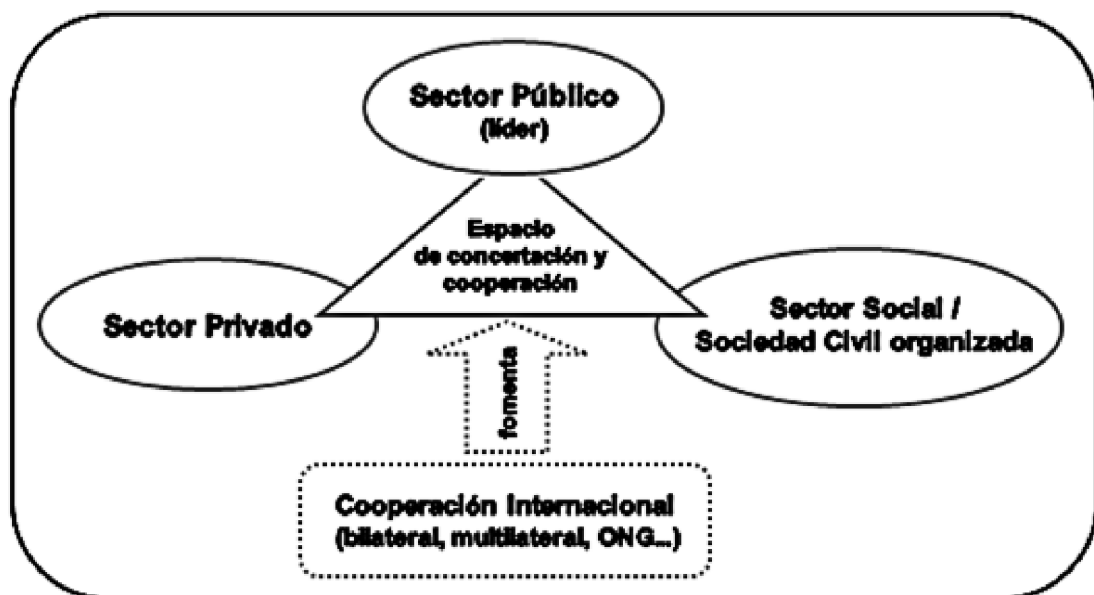 Sector Público
(líder)
Espacio
de concertación y
cooperación
Sector Privado
Sector Social /
Sociedad Civil organizada
fomenta
Cooperación Internacional
(bilateral, multilateral, ONG...)